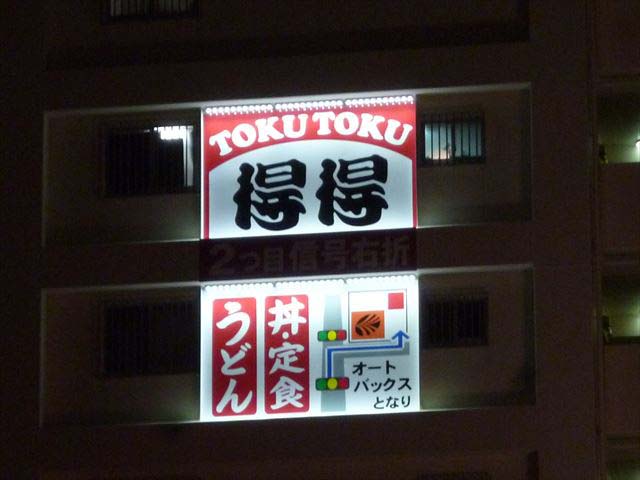 TOKU TOKU
得得
2つ目信号右折
うどん
丼・定食
オート
バックス
となり